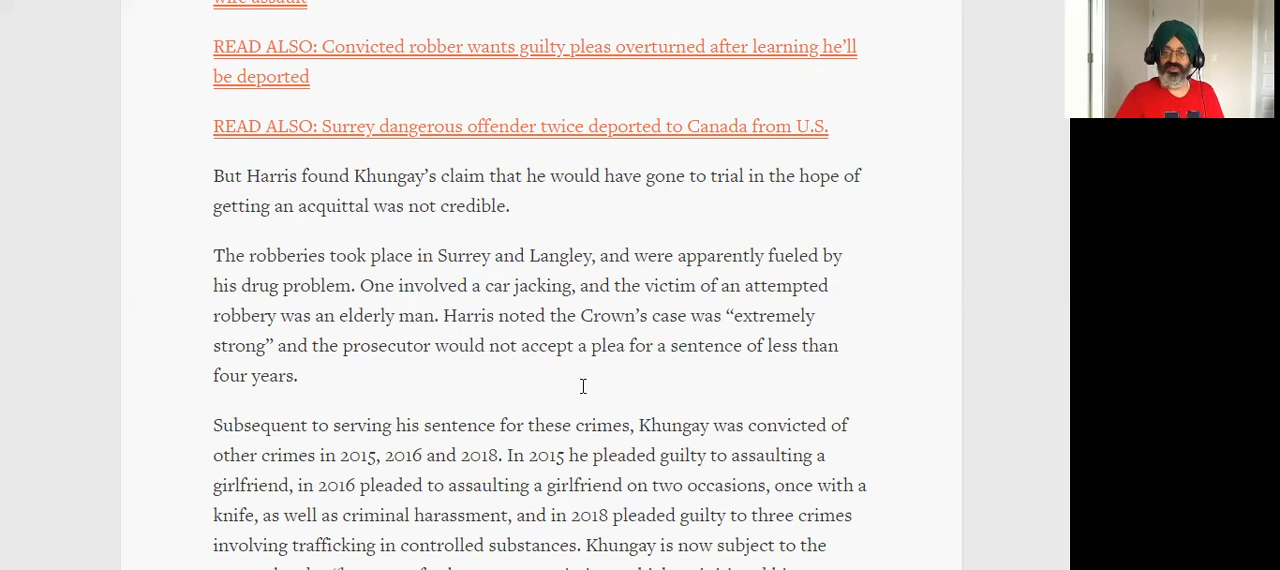 READ ALSO: Convicted robber wants guilty pleas overturned after learning he’ll
be deported
READ ALSO: Surrey dangerous offender twice deported to Canada from U.S.
But Harris found Khungay’s claim that he would have gone to trial in the hope of
getting an acquittal was not credible.
The robberies took place in Surrey and Langley, and were apparently fueled by
his drug problem. One involved a car jacking, and the victim of an attempted
robbery was an elderly man. Harris noted the Crown’s case was “extremely
strong” and the prosecutor would not accept a plea for a sentence of less than
four years.
Subsequent to serving his sentence for these crimes, Khungay was convicted of
other crimes in 2015, 2016 and 2018. In 2015 he pleaded guilty to assaulting a
girlfriend, in 2016 pleaded to assaulting a girlfriend on two occasions, once with a
knife, as well as criminal harassment, and in 2018 pleaded guilty to three crimes
involving trafficking in controlled substances. Khungay is now subject to the